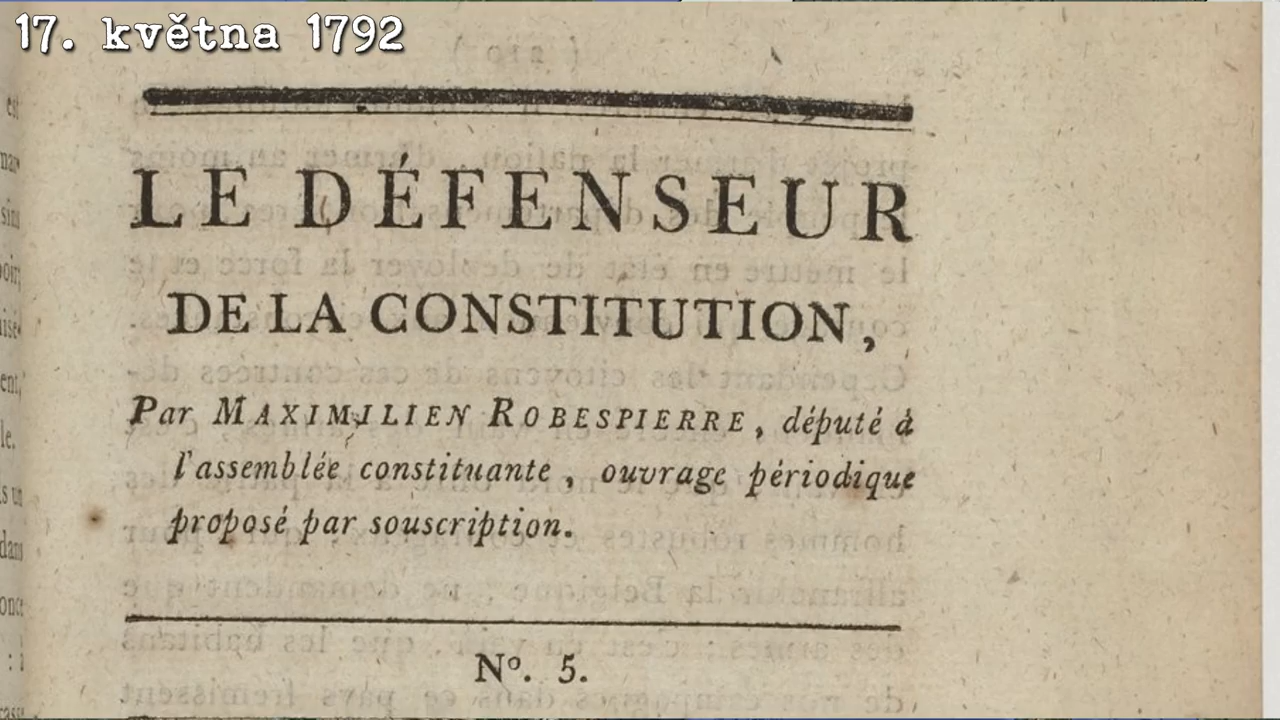 17. května 1792
LE DÉFENSEUR
DE LA CONSTITUTION,
Par MAXIMILIEN ROBESPIERRE, député à
l'assemblée constituante, ouvrage périodique
proposé par souscription.
N°. 5.